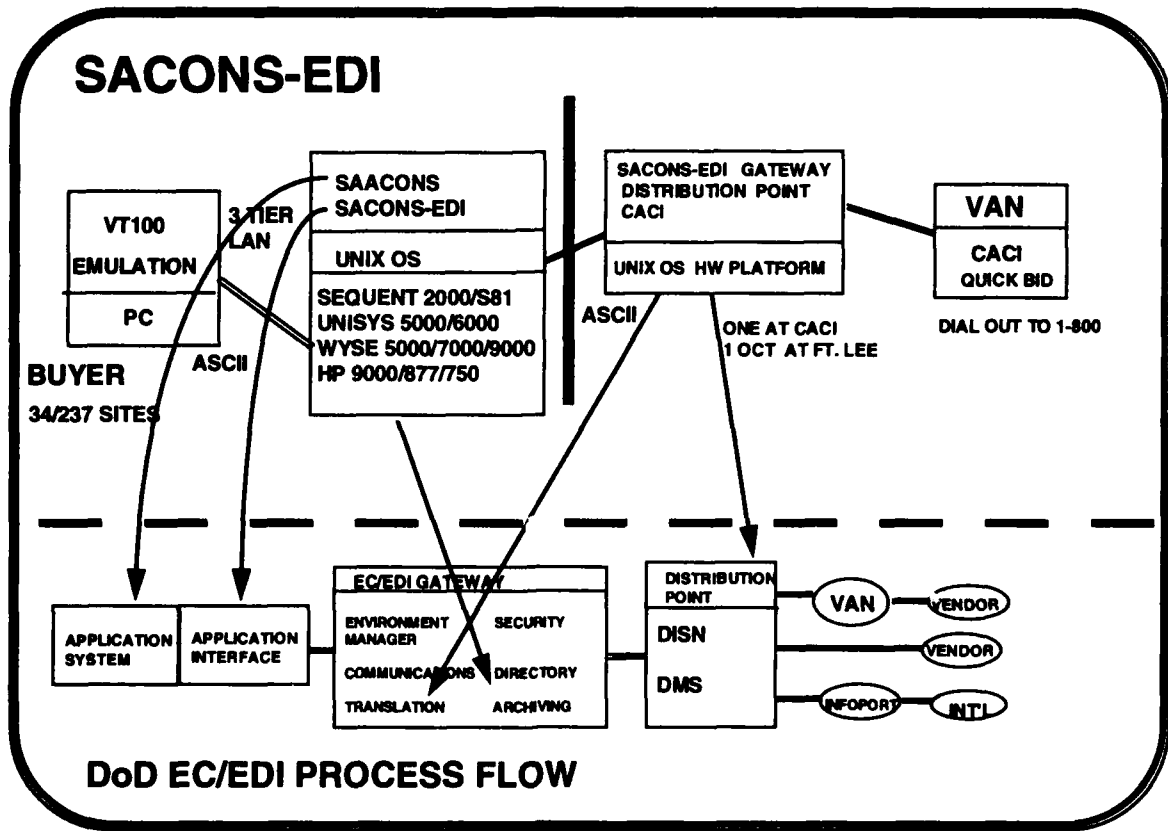 SACONS-EDI
VT100
EMULATION
PC
3 TIER
LAN
SAACONS
SACONS-EDI
UNIX OS
SEQUENT 2000/S81
UNISYS 5000/6000
WYSE 5000/7000/9000
HP 9000/877/750
SACONS-EDI GATEWAY
DISTRIBUTION POINT
CACI
UNIX OS HW PLATFORM
VAN
CACI
QUICK BID
DIAL OUT TO 1-800
BUYER
34/237 SITES
ASCII
ASCII
ONE AT CACI
1 OCT AT FT. LEE
APPLICATION
SYSTEM
APPLICATION
INTERFACE
EC/EDI GATEWAY
ENVIRONMENT
MANAGER
SECURITY
COMMUNICATIONS
DIRECTORY
TRANSLATION
ARCHIVING
DISTRIBUTION
POINT
DISN
DMS
VAN
VENDOR
VENDOR
INFOPORT
INT'L
DoD EC/EDI PROCESS FLOW